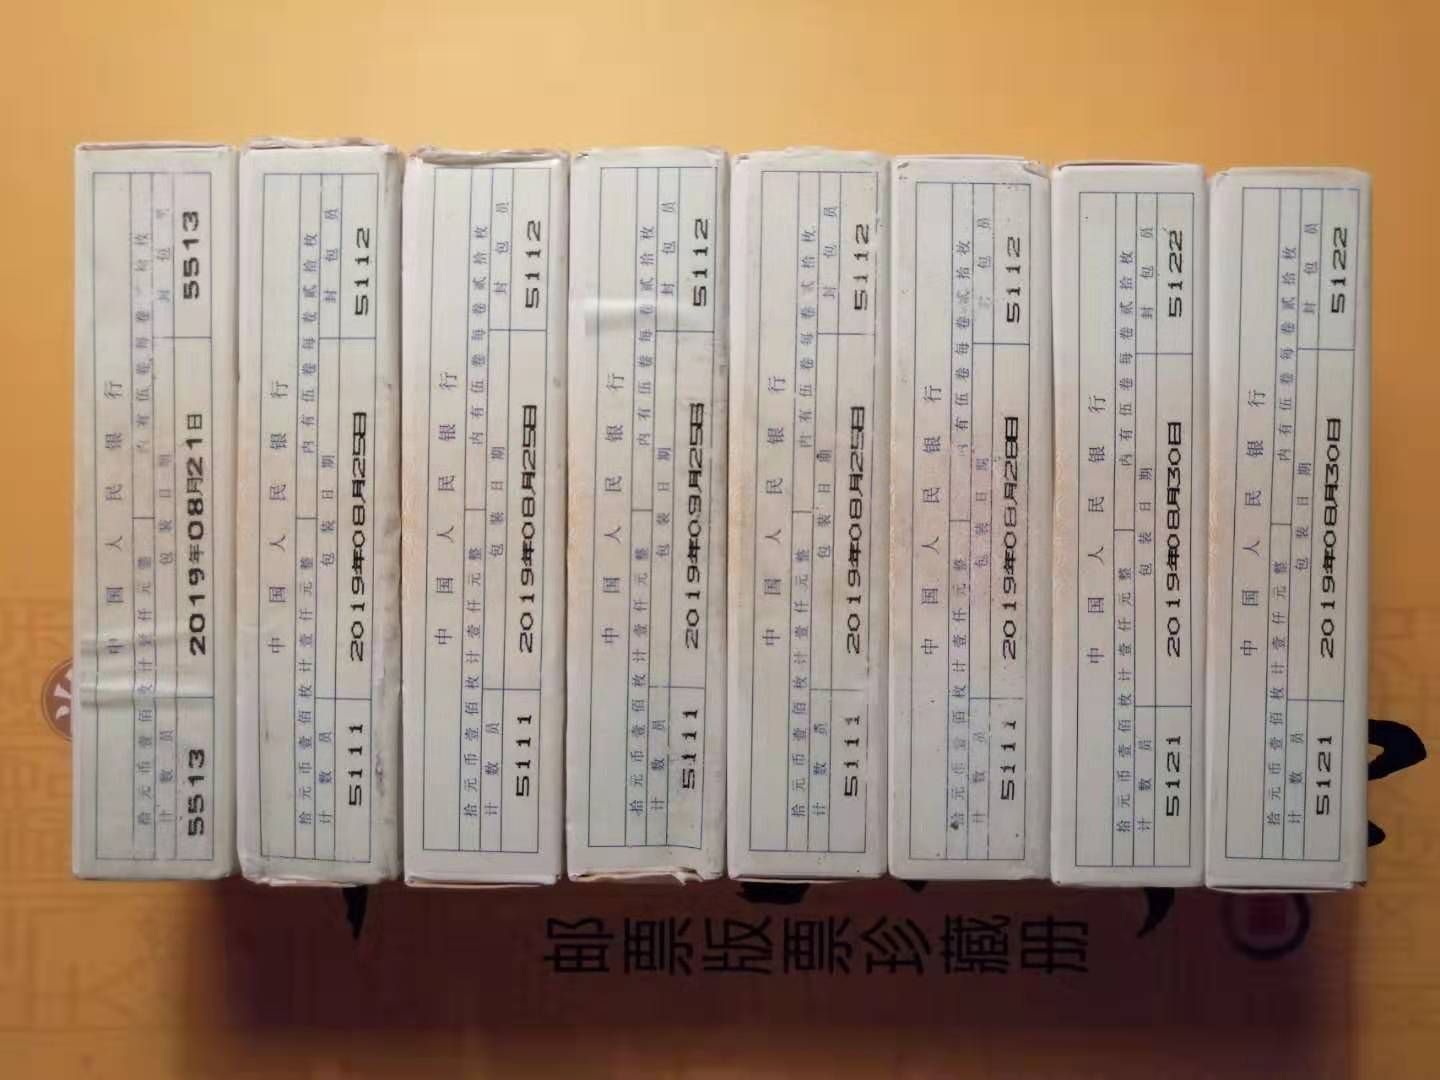 中国人民银行
拾元币壹佰枚计壹仟元整
内有伍卷每卷贰拾枚
计数员 包装日期 封包员
5513 2019年08月21日 5513
中国人民银行
拾元币壹佰枚计壹仟元整
内有伍卷每卷贰拾枚
计数员 包装日期 封包员
5111 2019年08月25日 5112
中国人民银行
拾元币壹佰枚计壹仟元整
内有伍卷每卷贰拾枚
计数员 包装日期 封包员
5111 2019年08月25日 5112
中国人民银行
拾元币壹佰枚计壹仟元整
内有伍卷每卷贰拾枚
计数员 包装日期 封包员
5111 2019年09月25日 5112
中国人民银行
拾元币壹佰枚计壹仟元整
内有伍卷每卷贰拾枚
计数员 包装日期 封包员
5111 2019年08月25日 5112
中国人民银行
拾元币壹佰枚计壹仟元整
内有伍卷每卷贰拾枚
计数员 包装日期 封包员
5111 2019年08月28日 5112
中国人民银行
拾元币壹佰枚计壹仟元整
内有伍卷每卷贰拾枚
计数员 包装日期 封包员
5121 2019年08月30日 5122
中国人民银行
拾元币壹佰枚计壹仟元整
内有伍卷每卷贰拾枚
计数员 包装日期 封包员
5121 2019年08月30日 5122
邮票版票珍藏册